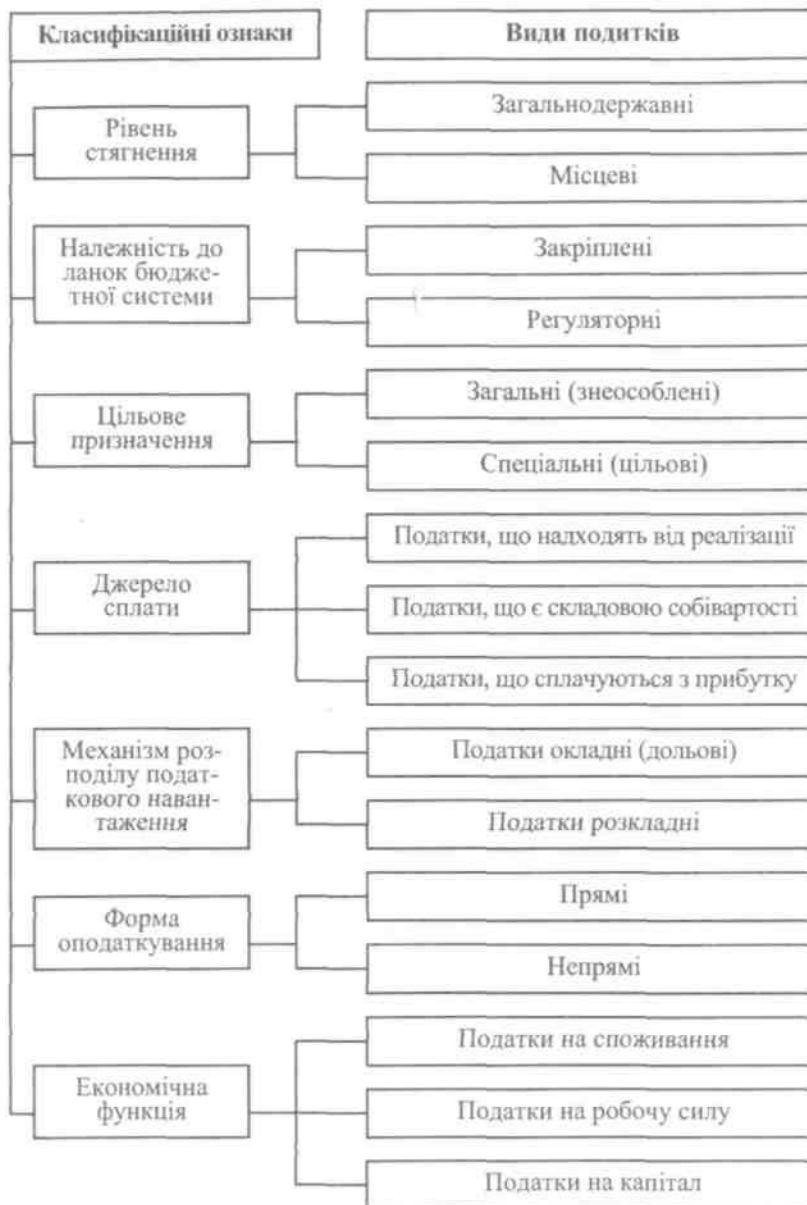 Класифікаційні ознаки
Види податків
Рівень
стягнення
Загальнодержавні
Місцеві
Належність до
ланок бюдже-
тної системи
Закріплені
Регуляторні
Цільове
призначення
Загальні (знеособлені)
Спеціальні (цільові)
Джерело
сплати
Податки, що надходять від реалізації
Податки, що є складовою собівартості
Податки, що сплачуються з прибутку
Механізм роз-
поділу подат-
кового наван-
таження
Податки окладні (дольові)
Податки розкладні
Форма
оподаткування
Прямі
Непрямі
Економічна
функція
Податки на споживання
Податки на робочу силу
Податки на капітал